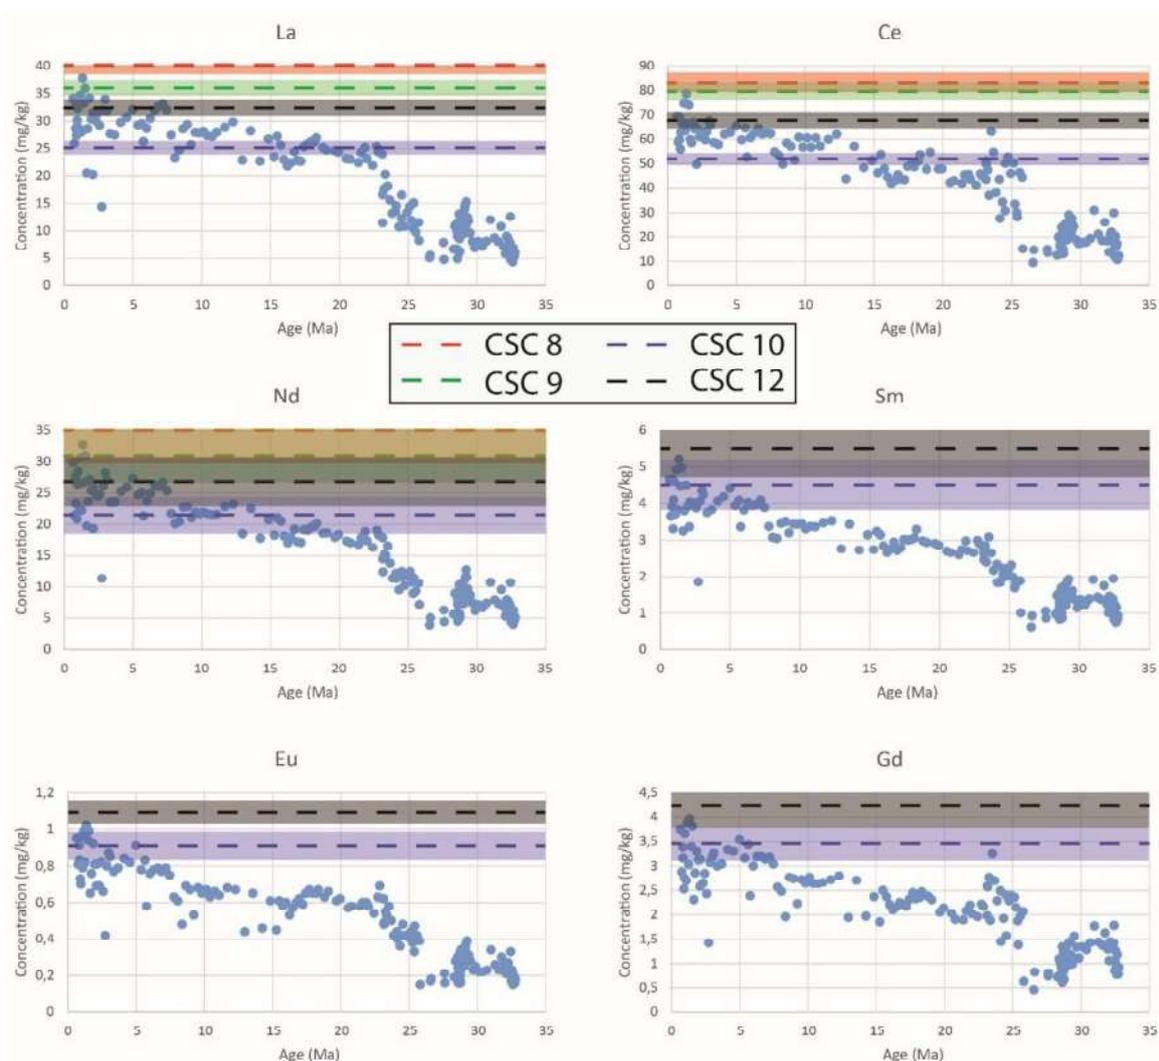 La
Concentration (mg/kg)
40
35
30
25
20
15
10
5
0
0 5 10 15 20 25 30 35
Age (Ma)
Ce
Concentration (mg/kg)
90
80
70
60
50
40
30
20
10
0
0 5 10 15 20 25 30 35
Age (Ma)
CSC 8 CSC 10
CSC 9 CSC 12
Nd
Concentration (mg/kg)
35
30
25
20
15
10
5
0
0 5 10 15 20 25 30 35
Age (Ma)
Sm
Concentration (mg/kg)
6
5
4
3
2
1
0
0 5 10 15 20 25 30 35
Age (Ma)
Eu
Concentration (mg/kg)
1,2
1
0,8
0,6
0,4
0,2
0
0 5 10 15 20 25 30 35
Age (Ma)
Gd
Concentration (mg/kg)
4,5
4
3,5
3
2,5
2
1,5
1
0,5
0
0 5 10 15 20 25 30 35
Age (Ma)